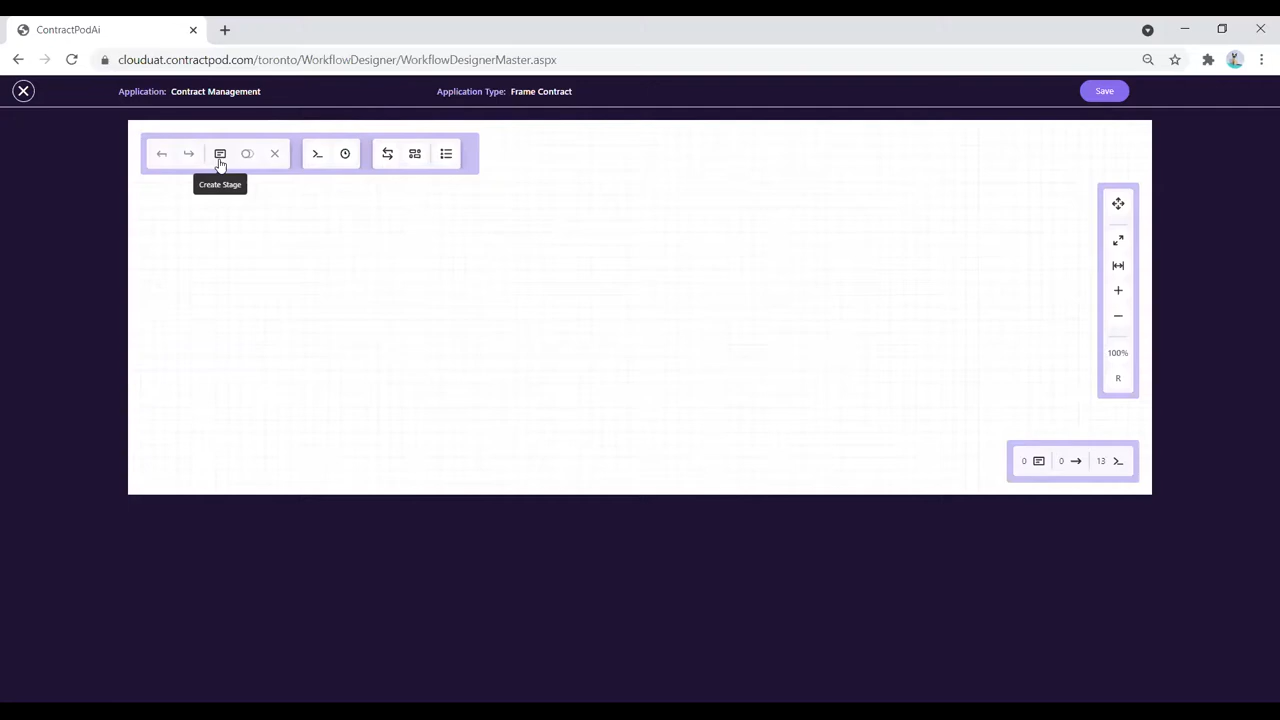 ContractPodAi
clouduat.contractpod.com/toronto/WorkflowDesigner/WorkflowDesignerMaster.aspx
Application: Contract Management
Application Type: Frame Contract
Save
Create Stage
100%
R
0
0
13